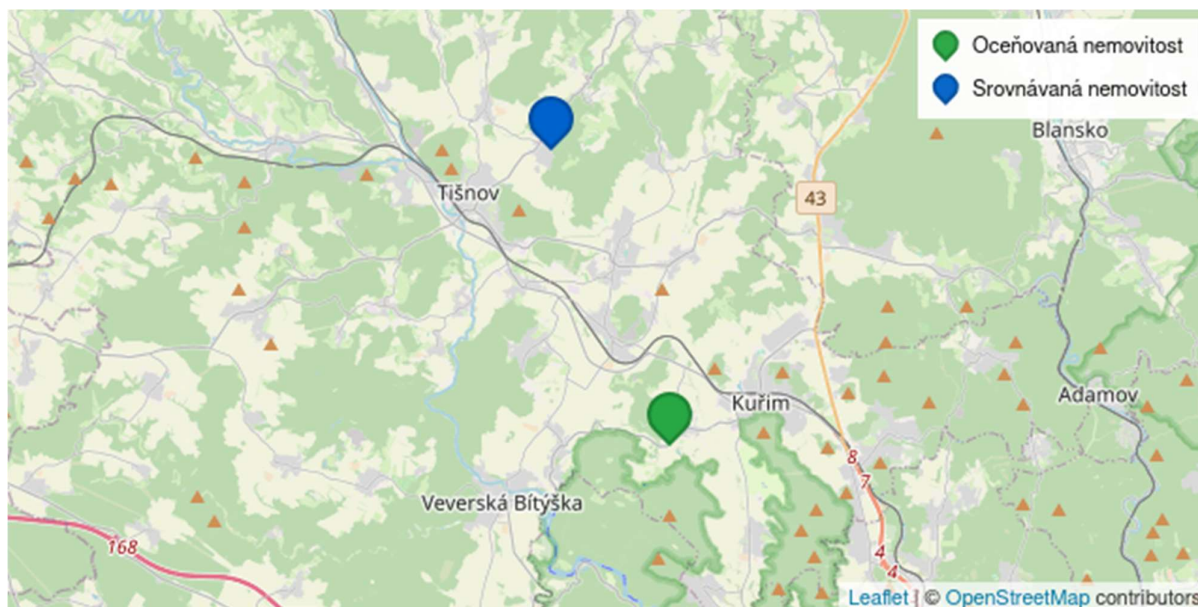 Oceňovaná nemovitost
Srovnávaná nemovitost
Blansko
Tišnov
43
Adamov
Kuřim
8
7
Veverská Bítýška
168
4
4
Leaflet | © OpenStreetMap contributors